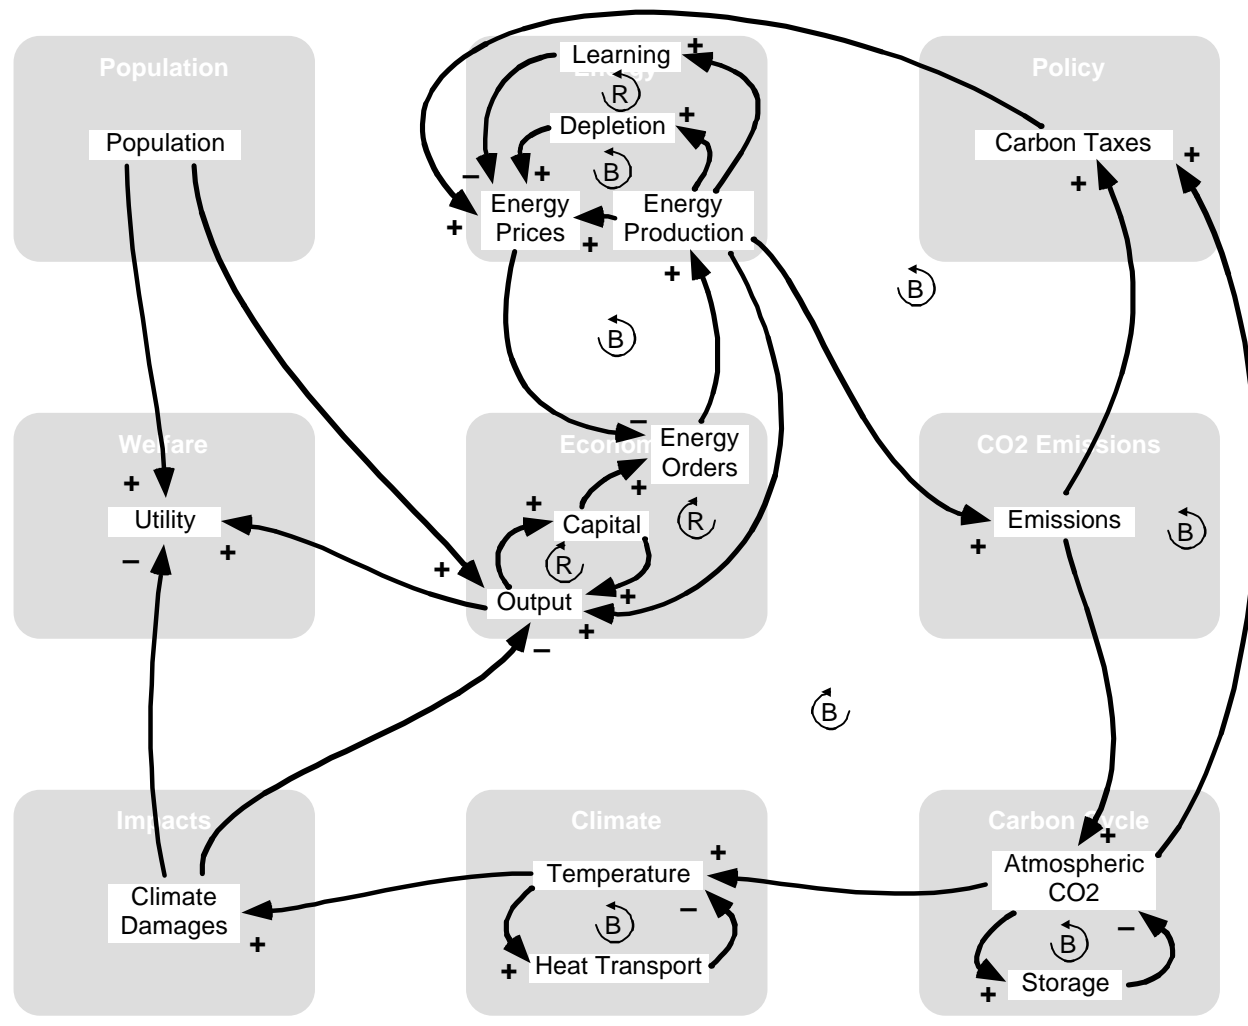 Population
Population
Energy
Learning
+
R
Depletion
+
B
–
+
Energy
Prices
+
Energy
Production
+
+
Policy
Carbon Taxes
+
+
B
B
Welfare
+
Utility
–
+
Economy
–
Energy
Orders
+
+
Capital
R
R
+
Output
+
+
–
CO2 Emissions
Emissions
+
B
B
Impacts
Climate
Damages
+
Climate
+
Temperature
–
B
+
Heat Transport
Carbon Cycle
+
Atmospheric
CO2
–
B
+
Storage